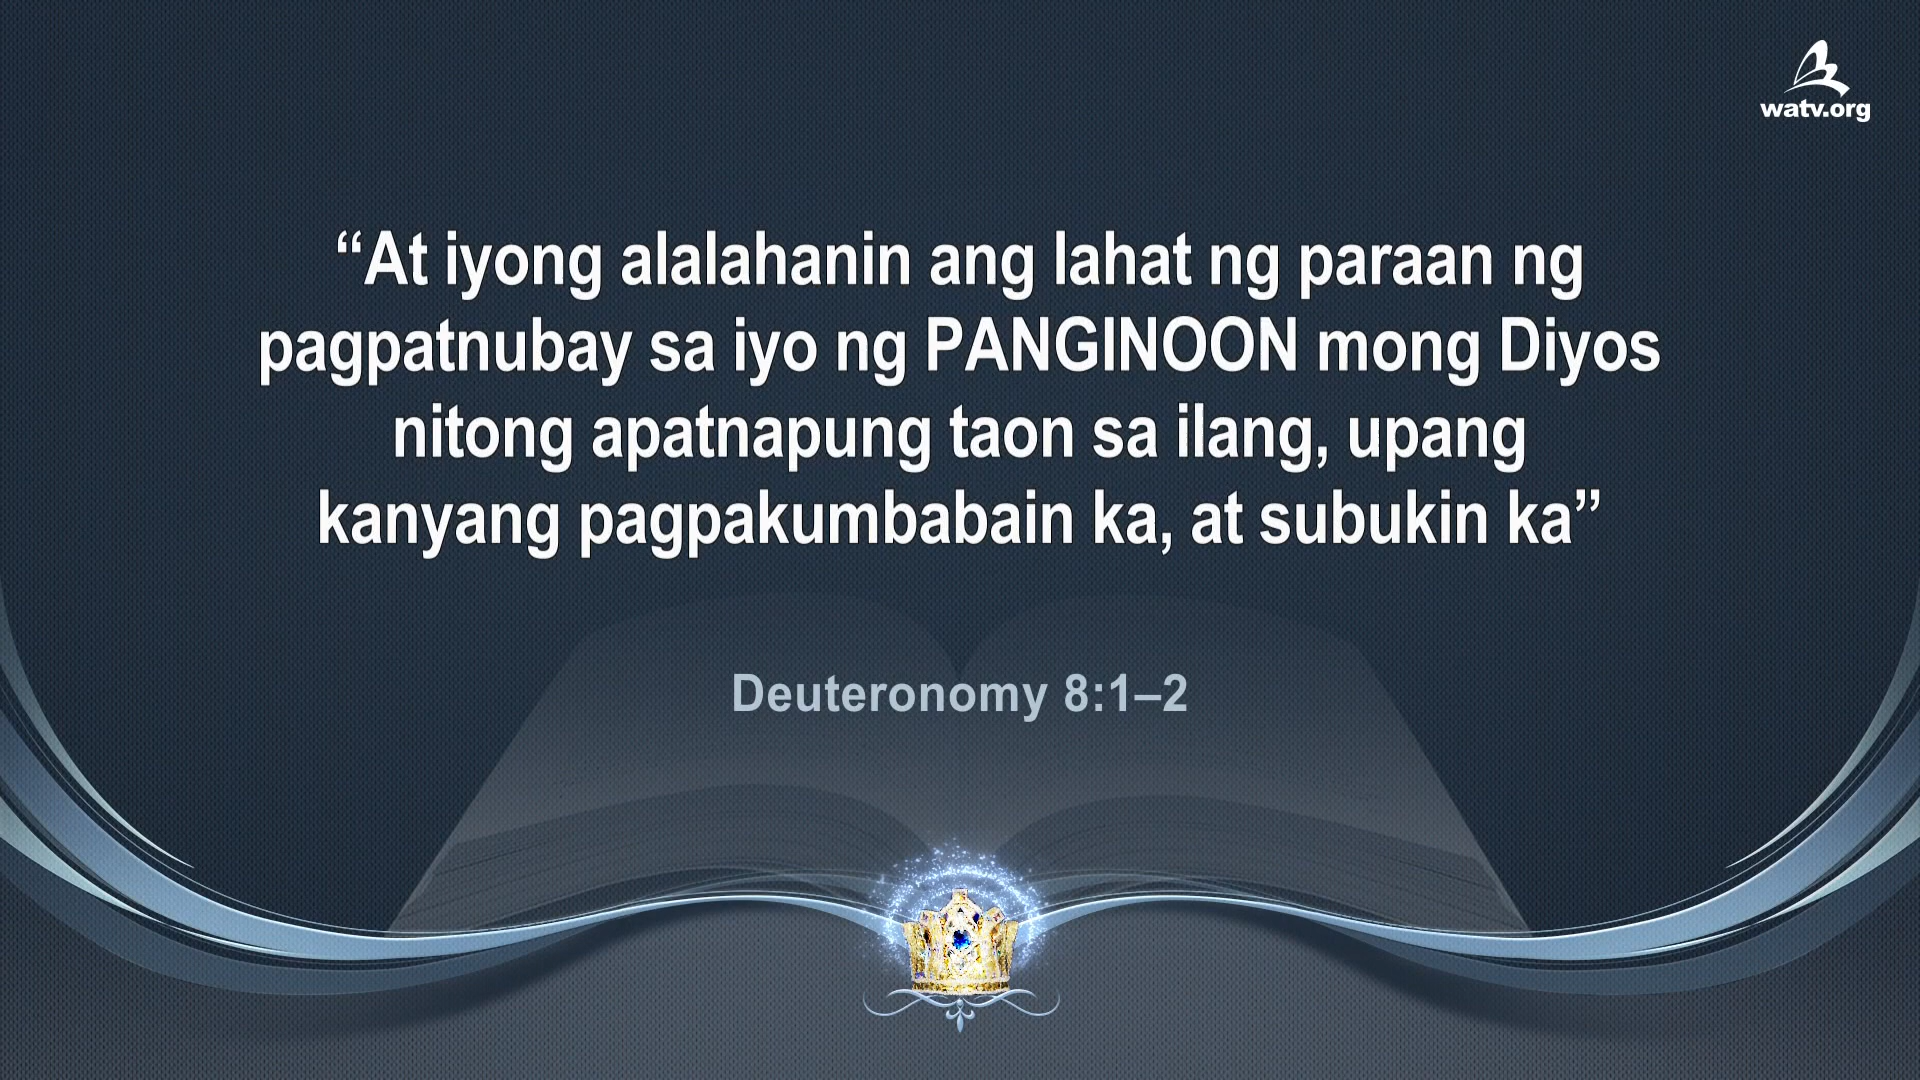 watv.org
“At iyong alalahanin ang lahat ng paraan ng
pagpatnubay sa iyo ng PANGINOON mong Diyos
nitong apatnapung taon sa ilang, upang
kanyang pagpakumbabain ka, at subukin ka”
Deuteronomy 8:1–2